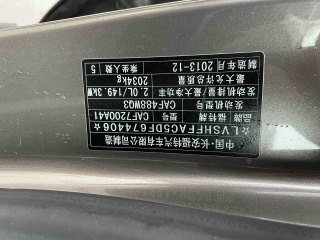 中国·长安福特汽车有限公司制造
☆LVSHFFAC5DF674406☆
品牌 福特牌 型号 CAF7200A41
发动机型号 CAF488WQ3
发动机排量/最大净功率 2.0L/149.3kW
最大允许总质量 2034kg
制造年月 2013-12 乘坐人数 5